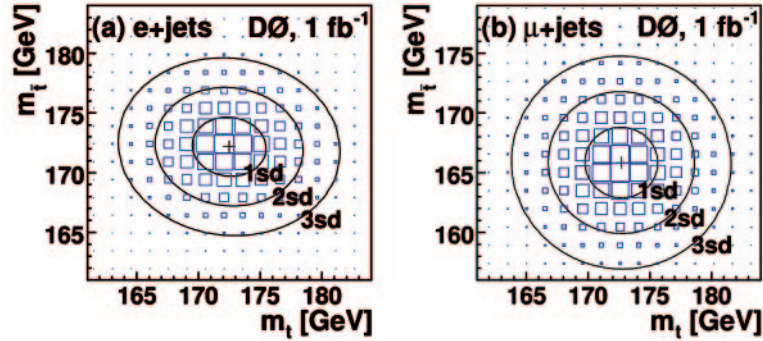 (a) e+jets DØ, 1 fb⁻¹
m_t̄ [GeV]
180
175
170
165
1sd
2sd
3sd
165 170 175 180
m_t [GeV]
(b) μ+jets DØ, 1 fb⁻¹
m_t̄ [GeV]
175
170
165
160
1sd
2sd
3sd
165 170 175 180
m_t [GeV]